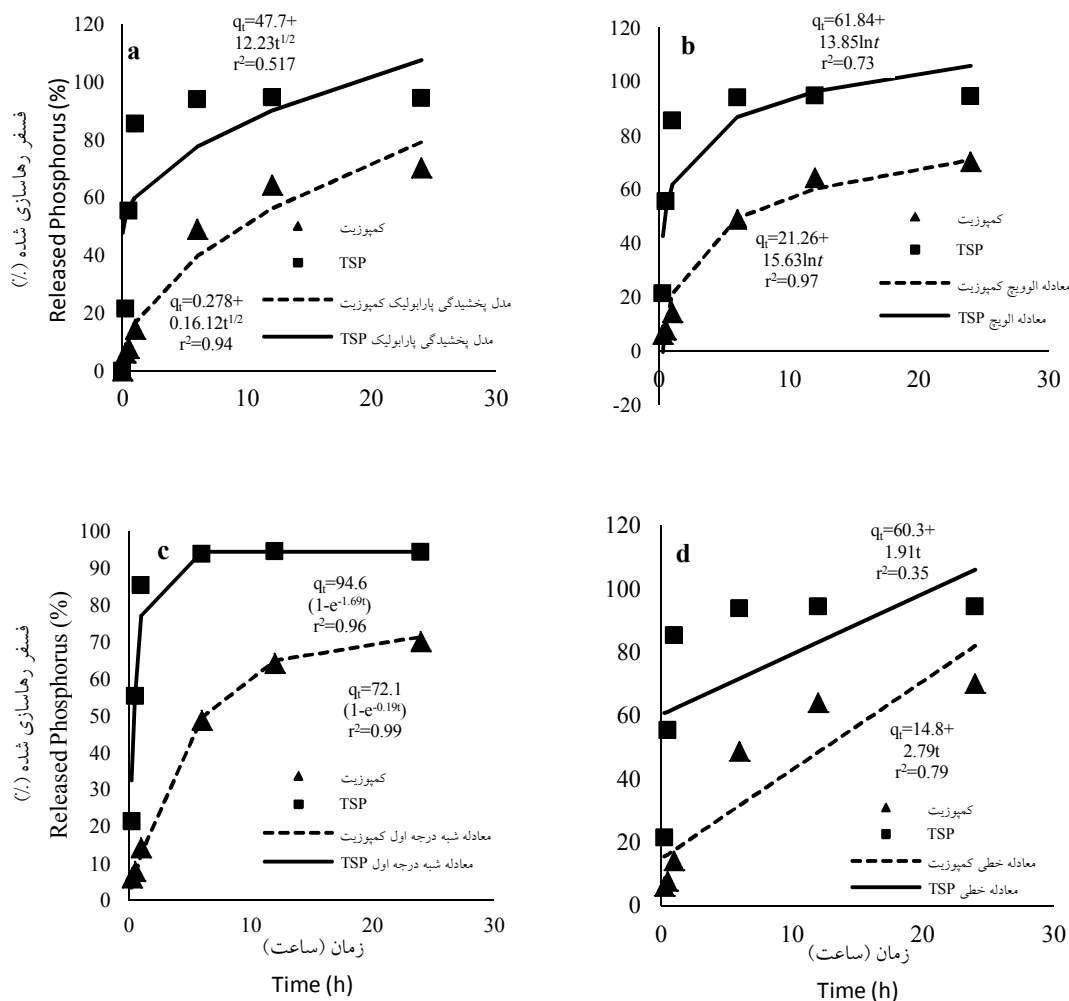 فسفر رهاسازی شده (٪)
Released Phosphorus (%)
120
100
80
60
40
20
0
0
10
20
30
a
qt=47.7+
12.23t1/2
r2=0.517
qt=0.278+
0.16.12t1/2
r2=0.94
کمپوزیت
TSP
مدل پخشیدگی پارابولیک کمپوزیت
مدل پخشیدگی پارابولیک TSP
120
100
80
60
40
20
0
-20
0
10
20
30
b
qt=61.84+
13.85lnt
r2=0.73
qt=21.26+
15.63lnt
r2=0.97
کمپوزیت
TSP
معادله الوویچ کمپوزیت
معادله الویچ TSP
فسفر رهاسازی شده (٪)
Released Phosphorus (%)
100
90
80
70
60
50
40
30
20
10
0
0
10
20
30
c
qt=94.6
(1-e-1.69t)
r2=0.96
qt=72.1
(1-e-0.19t)
r2=0.99
کمپوزیت
TSP
معادله شبه درجه اول کمپوزیت
معادله شبه درجه اول TSP
زمان (ساعت)
Time (h)
120
100
80
60
40
20
0
0
10
20
30
d
qt=60.3+
1.91t
r2=0.35
qt=14.8+
2.79t
r2=0.79
کمپوزیت
TSP
معادله خطی کمپوزیت
معادله خطی TSP
زمان (ساعت)
Time (h)